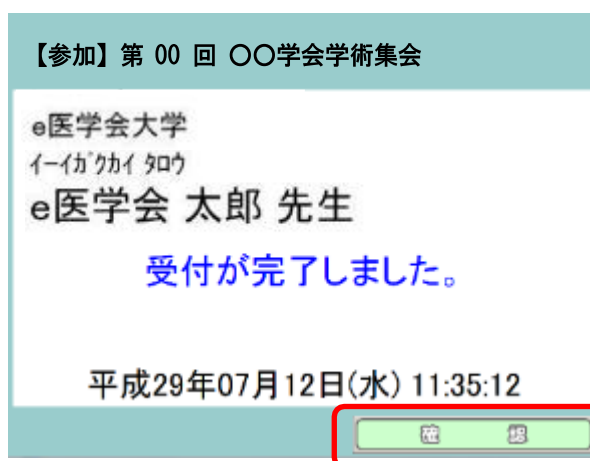 【参加】第 00 回 〇〇学会学術集会
e医学会大学
ｲｰｲｶﾞｸｶｲ ﾀﾛｳ
e医学会 太郎 先生
受付が完了しました。
平成29年07月12日(水) 11:35:12
確 認